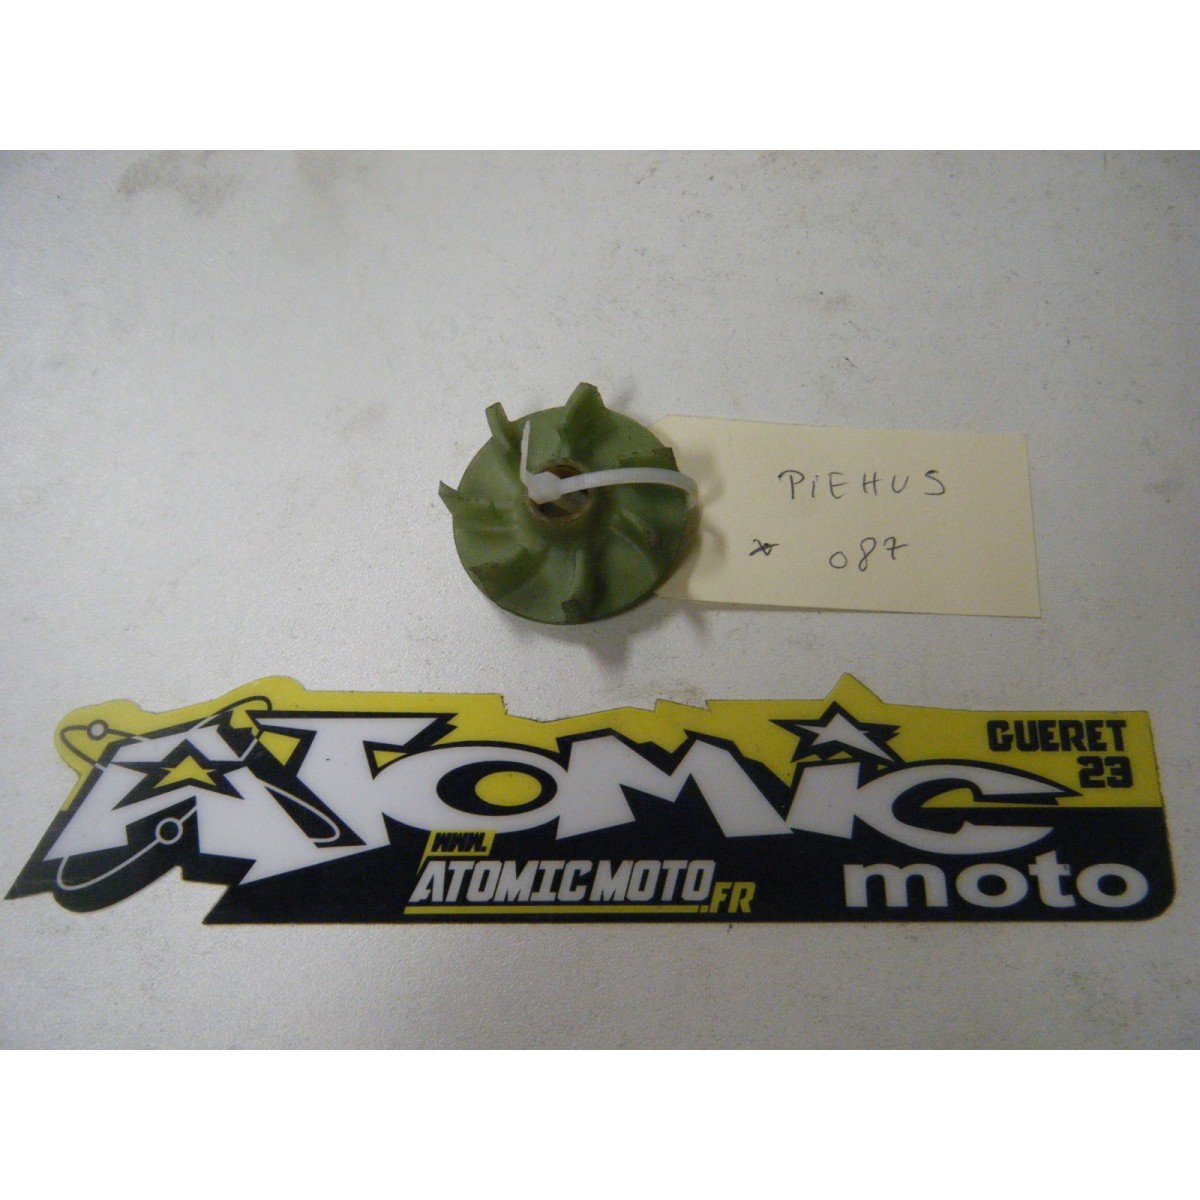 PiEHUS
* 087
ATOMIC
GUERET
23
WWW.
ATOMICMOTO.FR
moto